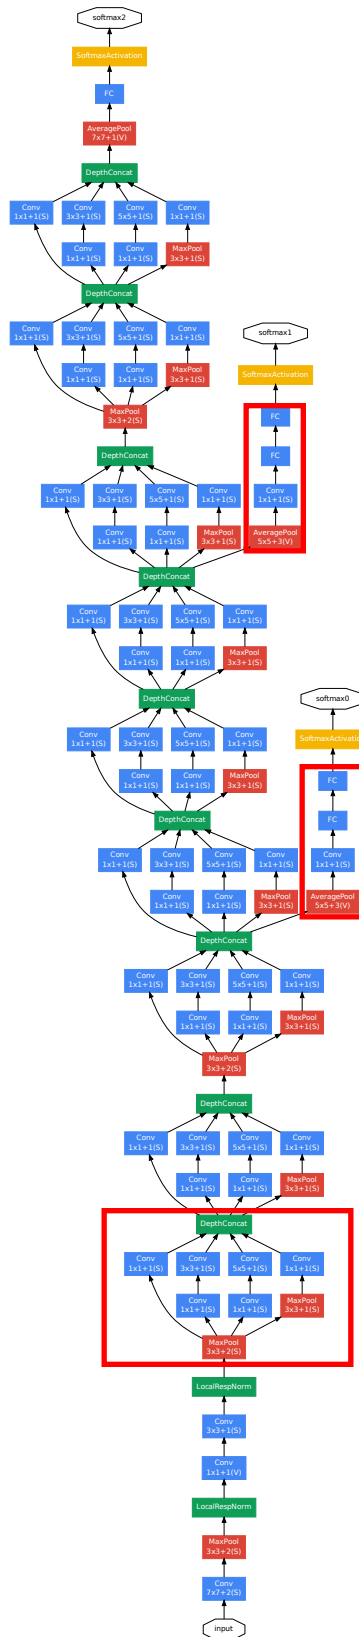 softmax2
SoftmaxActivation
FC
AveragePool
7x7+1(V)
DepthConcat
Conv Conv Conv Conv
1x1+1(S) 3x3+1(S) 5x5+1(S) 1x1+1(S)
Conv Conv MaxPool
1x1+1(S) 1x1+1(S) 3x3+1(S)
DepthConcat
Conv Conv Conv Conv
1x1+1(S) 3x3+1(S) 5x5+1(S) 1x1+1(S)
softmax1
Conv Conv MaxPool
1x1+1(S) 1x1+1(S) 3x3+1(S)
SoftmaxActivation
MaxPool
3x3+2(S)
FC
DepthConcat
FC
Conv Conv Conv Conv Conv
1x1+1(S) 3x3+1(S) 5x5+1(S) 1x1+1(S) 1x1+1(S)
Conv Conv MaxPool AveragePool
1x1+1(S) 1x1+1(S) 3x3+1(S) 5x5+3(V)
DepthConcat
Conv Conv Conv Conv
1x1+1(S) 3x3+1(S) 5x5+1(S) 1x1+1(S)
Conv Conv MaxPool
1x1+1(S) 1x1+1(S) 3x3+1(S)
DepthConcat
softmax0
Conv Conv Conv Conv
1x1+1(S) 3x3+1(S) 5x5+1(S) 1x1+1(S)
SoftmaxActivatio
Conv Conv MaxPool
1x1+1(S) 1x1+1(S) 3x3+1(S)
FC
DepthConcat
FC
Conv Conv Conv Conv Conv
1x1+1(S) 3x3+1(S) 5x5+1(S) 1x1+1(S) 1x1+1(S)
Conv Conv MaxPool AveragePool
1x1+1(S) 1x1+1(S) 3x3+1(S) 5x5+3(V)
DepthConcat
Conv Conv Conv Conv
1x1+1(S) 3x3+1(S) 5x5+1(S) 1x1+1(S)
Conv Conv MaxPool
1x1+1(S) 1x1+1(S) 3x3+1(S)
MaxPool
3x3+2(S)
DepthConcat
Conv Conv Conv Conv
1x1+1(S) 3x3+1(S) 5x5+1(S) 1x1+1(S)
Conv Conv MaxPool
1x1+1(S) 1x1+1(S) 3x3+1(S)
DepthConcat
Conv Conv Conv Conv
1x1+1(S) 3x3+1(S) 5x5+1(S) 1x1+1(S)
Conv Conv MaxPool
1x1+1(S) 1x1+1(S) 3x3+1(S)
MaxPool
3x3+2(S)
LocalRespNorm
Conv
3x3+1(S)
Conv
1x1+1(V)
LocalRespNorm
MaxPool
3x3+2(S)
Conv
7x7+2(S)
input